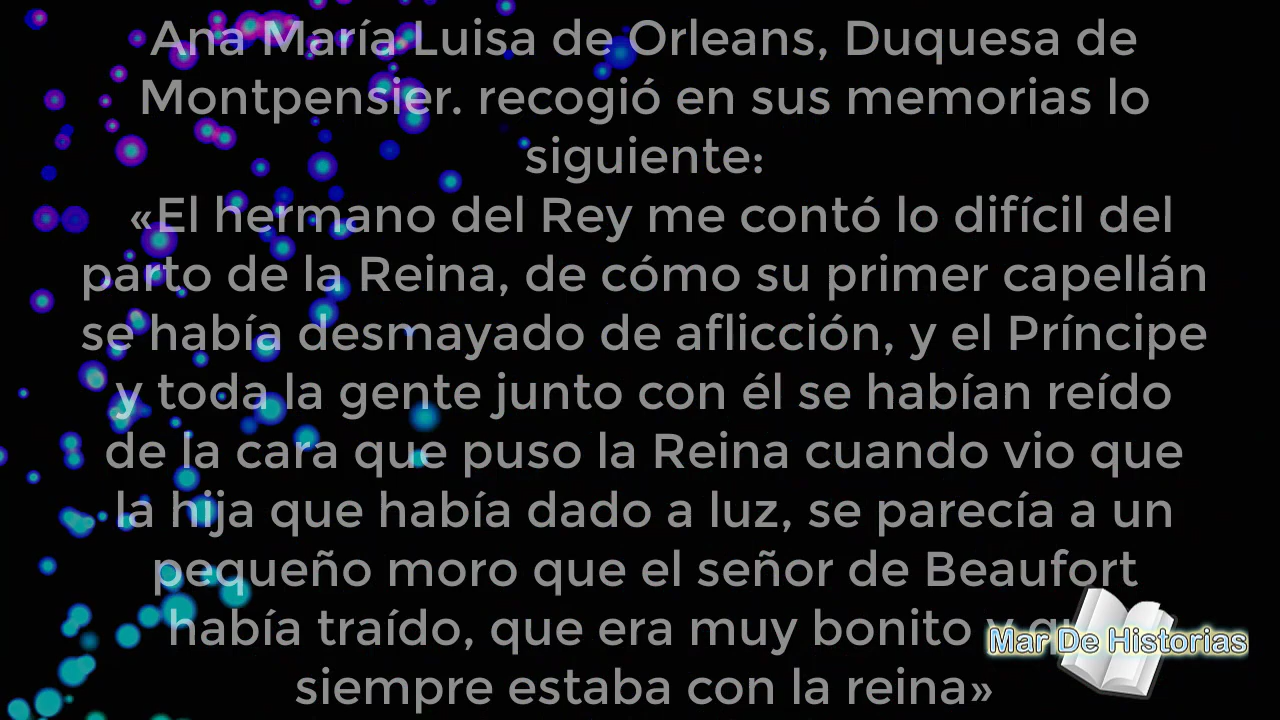 Ana María Luisa de Orleans, Duquesa de
Montpensier. recogió en sus memorias lo
siguiente:
«El hermano del Rey me contó lo difícil del
parto de la Reina, de cómo su primer capellán
se había desmayado de aflicción, y el Príncipe
y toda la gente junto con él se habían reído
de la cara que puso la Reina cuando vio que
la hija que había dado a luz, se parecía a un
pequeño moro que el señor de Beaufort
había traído, que era muy bonito y que
siempre estaba con la reina»
Mar De Historias